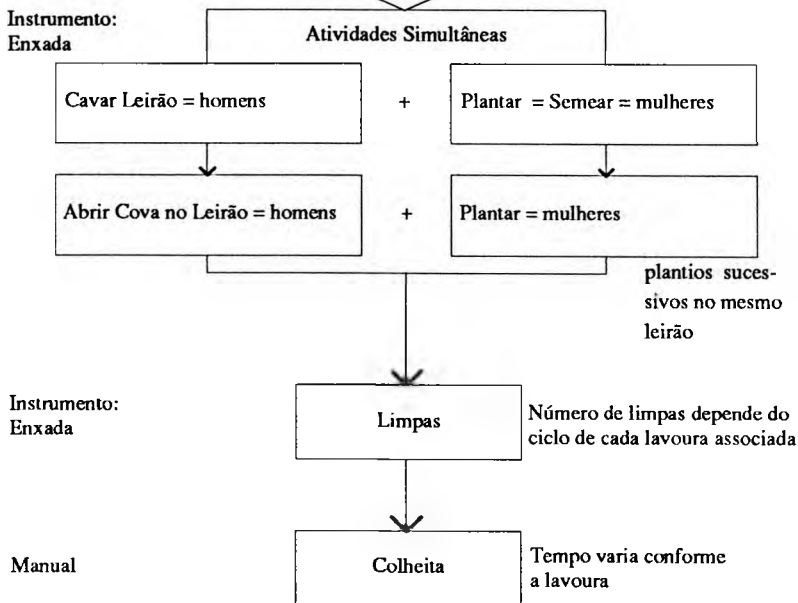 Instrumento:
Enxada
Atividades Simultâneas
Cavar Leirão = homens
+
Plantar = Semear = mulheres
Abrir Cova no Leirão = homens
+
Plantar = mulheres
plantios suces-
sivos no mesmo
leirão
Instrumento:
Enxada
Limpas
Número de limpas depende do
ciclo de cada lavoura associada
Manual
Colheita
Tempo varia conforme
a lavoura